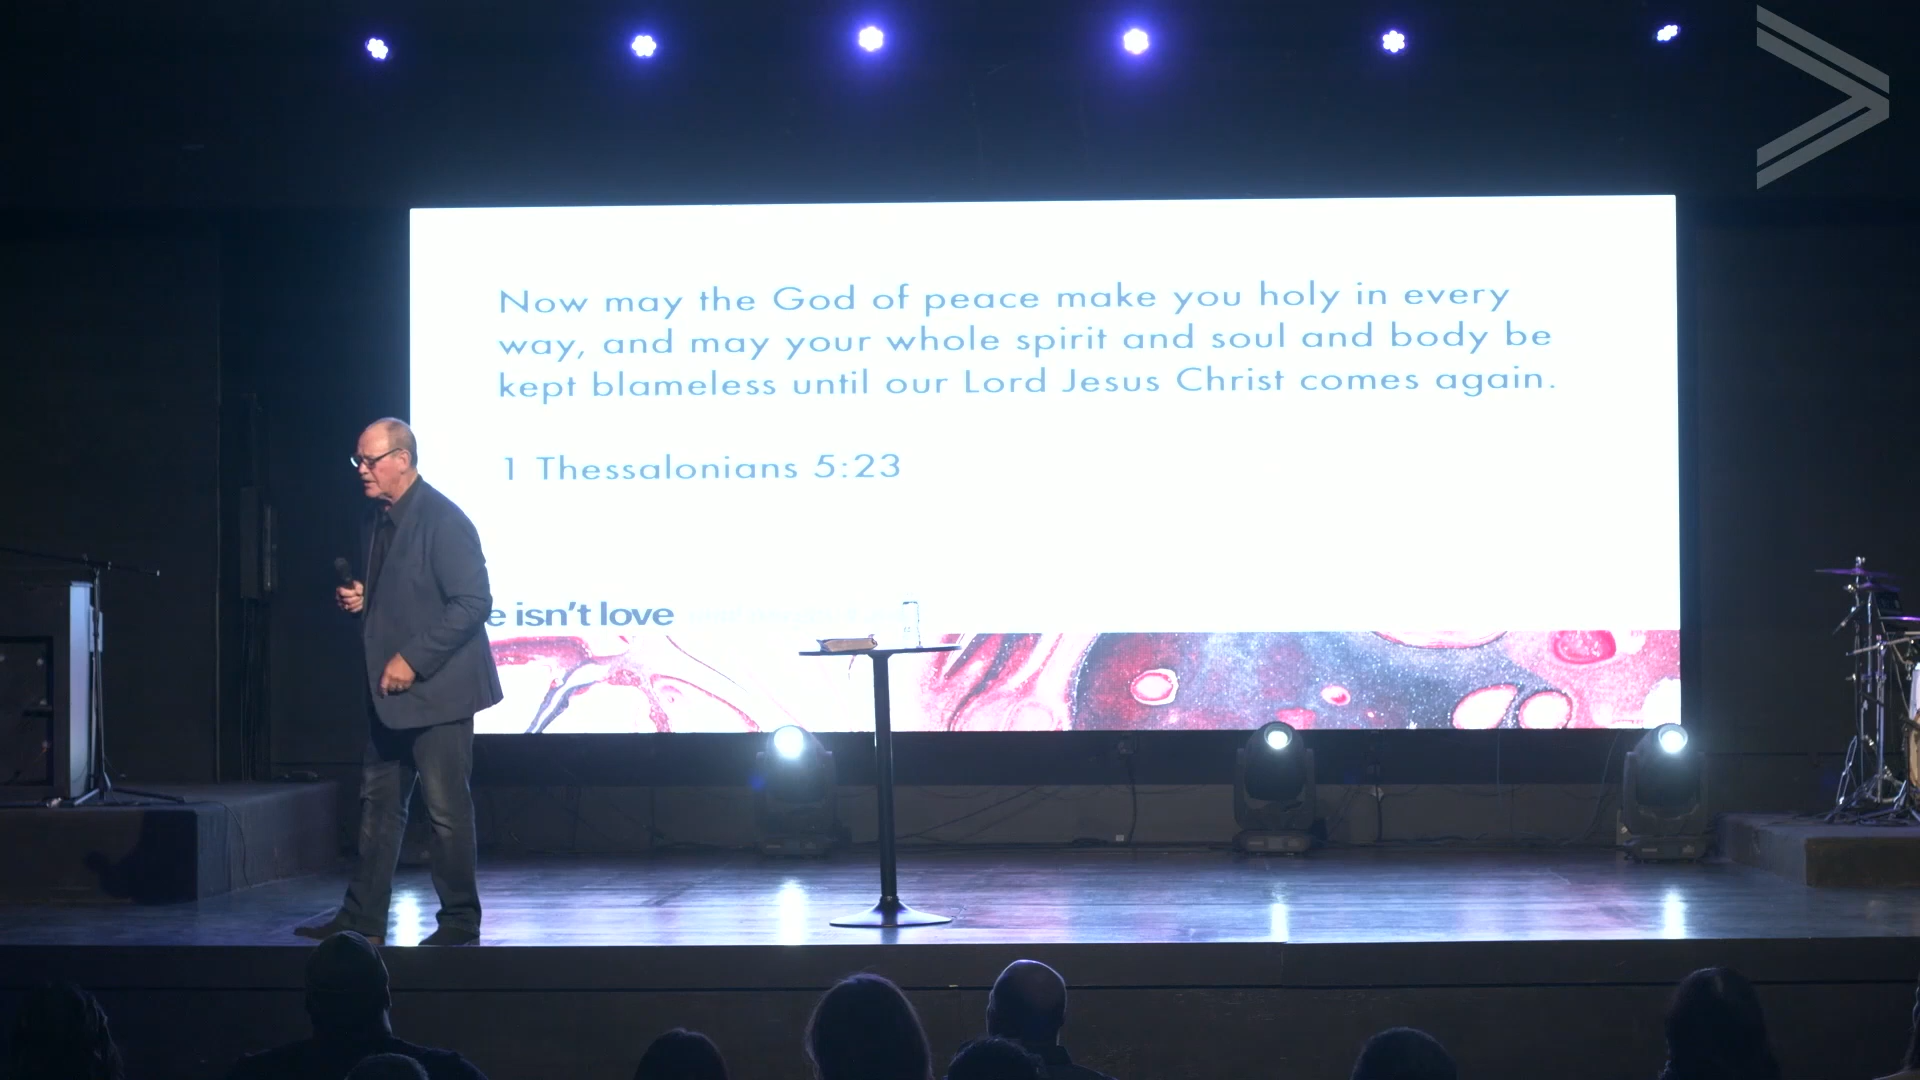 Now may the God of peace make you holy in every
way, and may your whole spirit and soul and body be
kept blameless until our Lord Jesus Christ comes again.
1 Thessalonians 5:23
isn't love